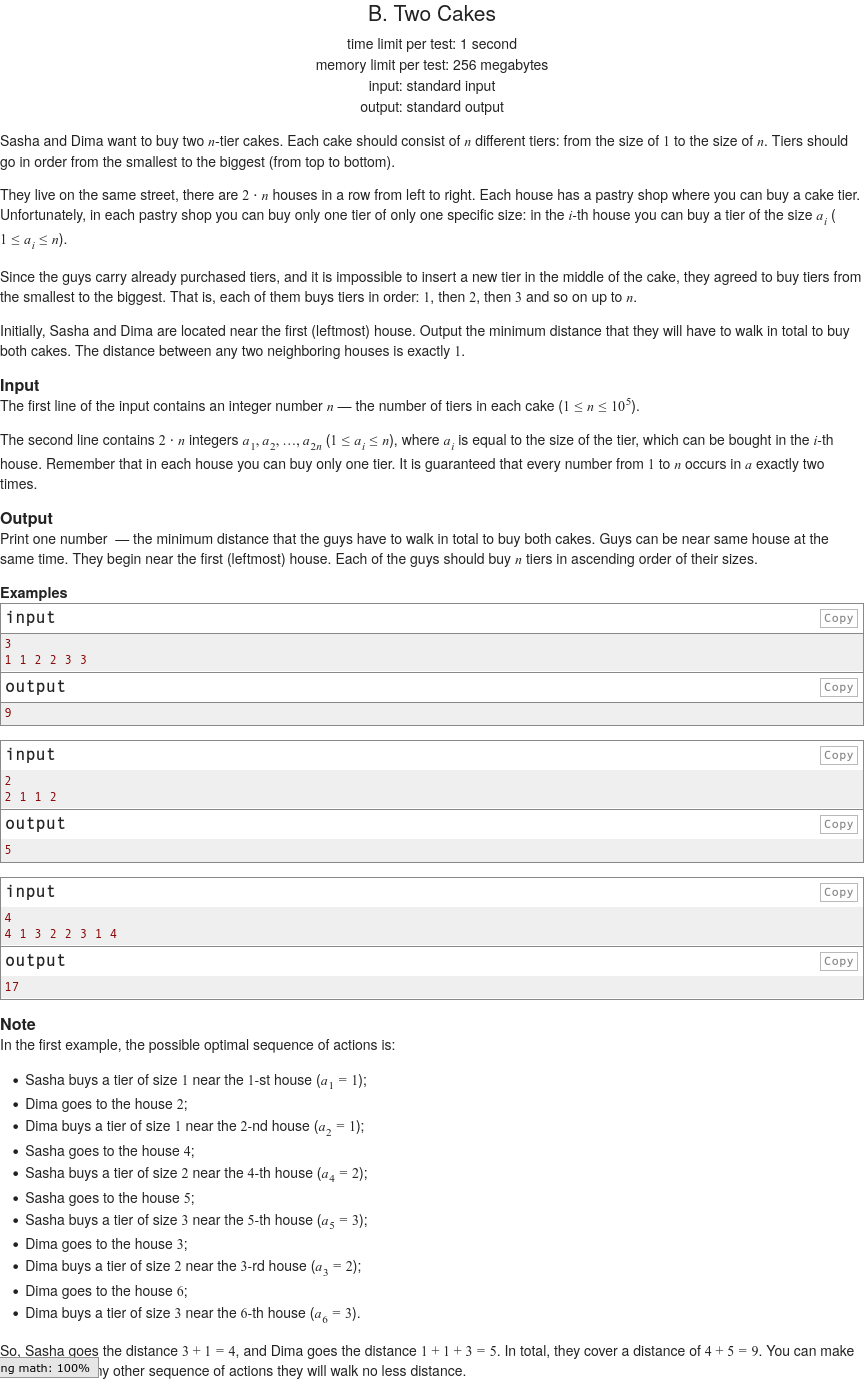 B. Two Cakes
time limit per test: 1 second
memory limit per test: 256 megabytes
input: standard input
output: standard output
Sasha and Dima want to buy two n-tier cakes. Each cake should consist of n different tiers: from the size of 1 to the size of n. Tiers should
go in order from the smallest to the biggest (from top to bottom).
They live on the same street, there are 2 · n houses in a row from left to right. Each house has a pastry shop where you can buy a cake tier.
Unfortunately, in each pastry shop you can buy only one tier of only one specific size: in the i-th house you can buy a tier of the size a_i (
1 ≤ a_i ≤ n).
Since the guys carry already purchased tiers, and it is impossible to insert a new tier in the middle of the cake, they agreed to buy tiers from
the smallest to the biggest. That is, each of them buys tiers in order: 1, then 2, then 3 and so on up to n.
Initially, Sasha and Dima are located near the first (leftmost) house. Output the minimum distance that they will have to walk in total to buy
both cakes. The distance between any two neighboring houses is exactly 1.
Input
The first line of the input contains an integer number n — the number of tiers in each cake (1 ≤ n ≤ 10^5).
The second line contains 2 · n integers a_1, a_2, ..., a_2n (1 ≤ a_i ≤ n), where a_i is equal to the size of the tier, which can be bought in the i-th
house. Remember that in each house you can buy only one tier. It is guaranteed that every number from 1 to n occurs in a exactly two
times.
Output
Print one number — the minimum distance that the guys have to walk in total to buy both cakes. Guys can be near same house at the
same time. They begin near the first (leftmost) house. Each of the guys should buy n tiers in ascending order of their sizes.
Examples
input Copy
3
1 1 2 2 3 3
output Copy
9
input Copy
2
2 1 1 2
output Copy
5
input Copy
4
4 1 3 2 2 3 1 4
output Copy
17
Note
In the first example, the possible optimal sequence of actions is:
• Sasha buys a tier of size 1 near the 1-st house (a_1 = 1);
• Dima goes to the house 2;
• Dima buys a tier of size 1 near the 2-nd house (a_2 = 1);
• Sasha goes to the house 4;
• Sasha buys a tier of size 2 near the 4-th house (a_4 = 2);
• Sasha goes to the house 5;
• Sasha buys a tier of size 3 near the 5-th house (a_5 = 3);
• Dima goes to the house 3;
• Dima buys a tier of size 2 near the 3-rd house (a_3 = 2);
• Dima goes to the house 6;
• Dima buys a tier of size 3 near the 6-th house (a_6 = 3).
So, Sasha goes the distance 3 + 1 = 4, and Dima goes the distance 1 + 1 + 3 = 5. In total, they cover a distance of 4 + 5 = 9. You can make
ng math: 100% ny other sequence of actions they will walk no less distance.